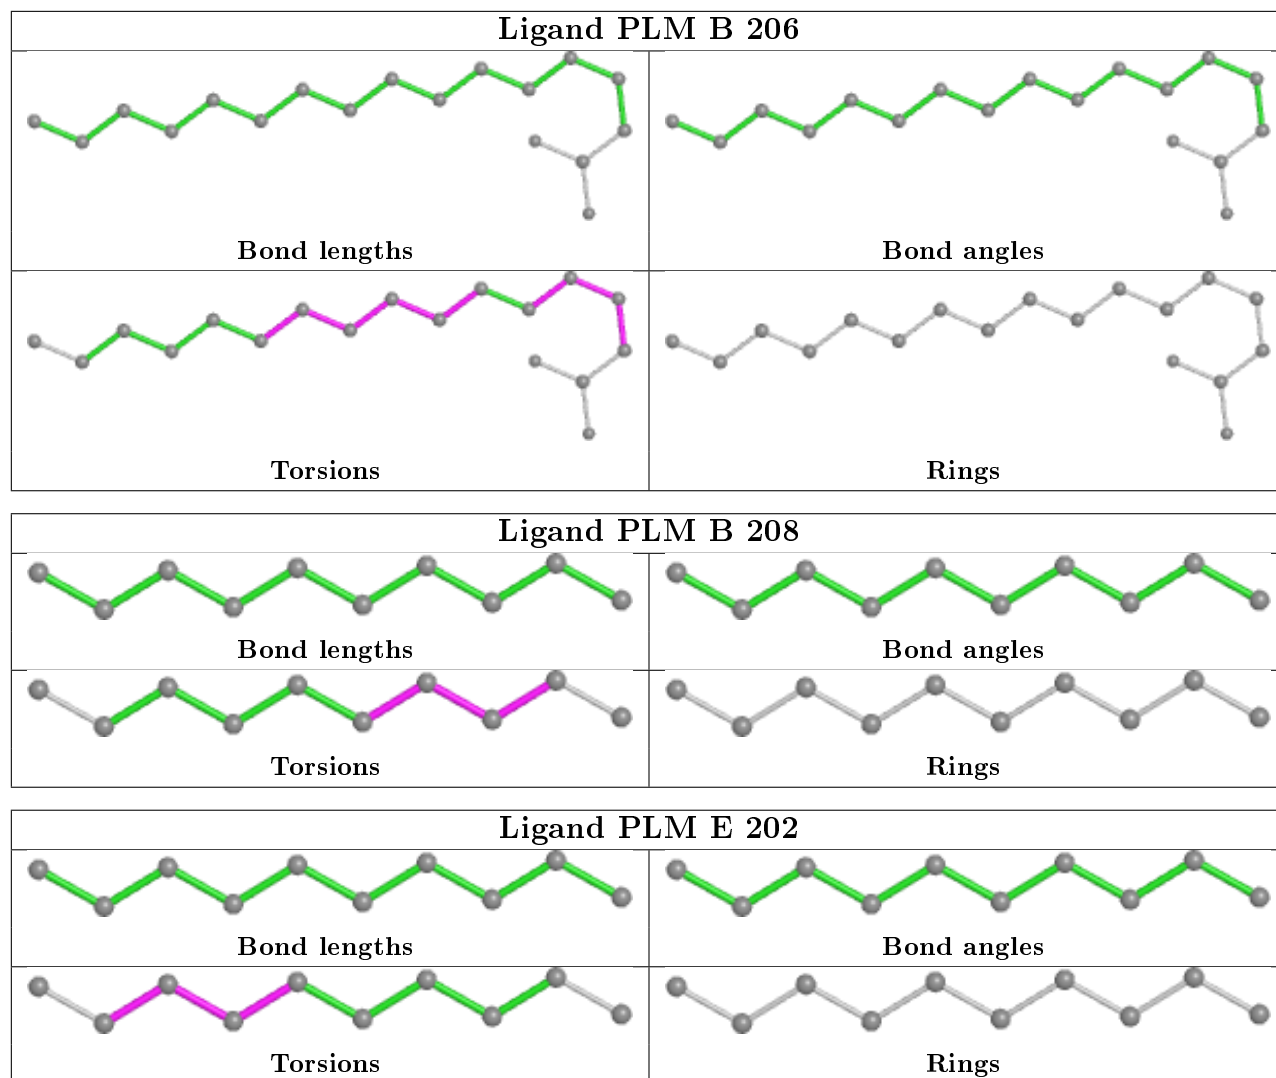 Ligand PLM B 206
Bond lengths
Bond angles
Torsions
Rings
Ligand PLM B 208
Bond lengths
Bond angles
Torsions
Rings
Ligand PLM E 202
Bond lengths
Bond angles
Torsions
Rings